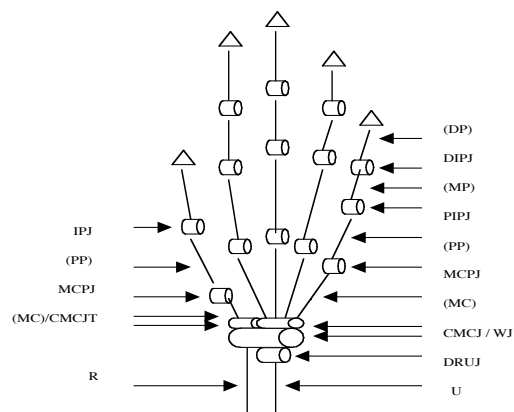 (DP)
DIPJ
(MP)
PIPJ
IPJ
(PP)
(PP)
MCPJ
MCPJ
(MC)
(MC)/CMCJT
CMCJ / WJ
DRUJ
R
U